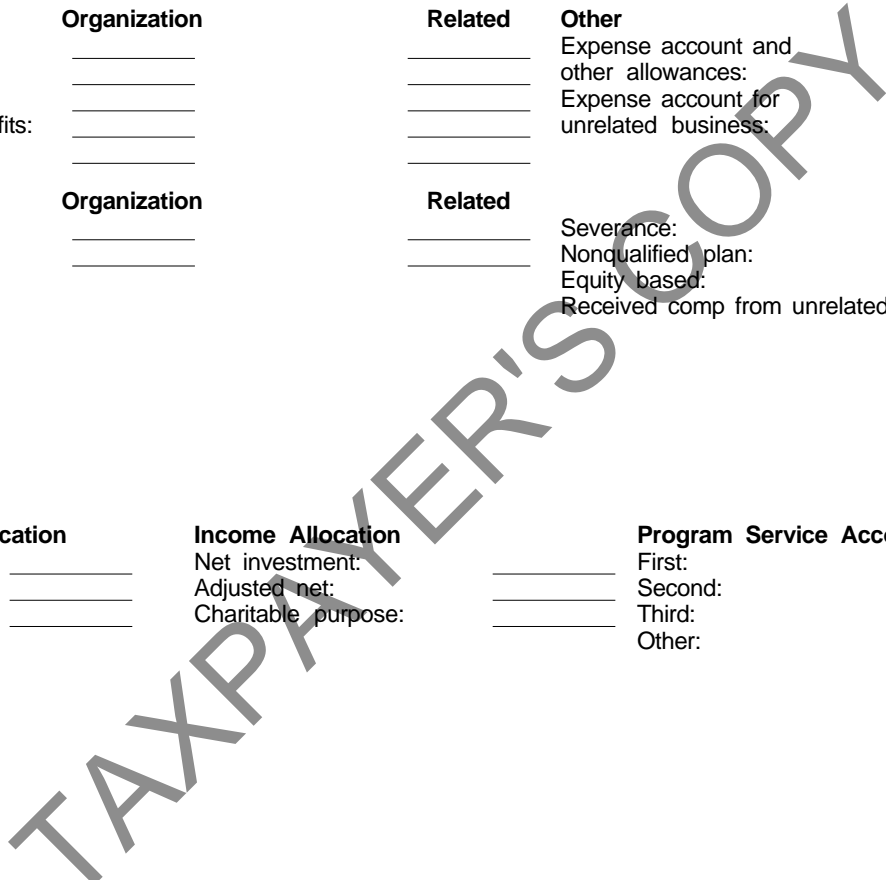 Organization Related Other
Expense account and
other allowances:
Expense account for
fits: unrelated business:
Organization Related
Severance:
Nonqualified plan:
Equity based:
Received comp from unrelated
cation Income Allocation Program Service Acc
Net investment: First:
Adjusted net: Second:
Charitable purpose: Third:
Other:
TAXPAYER'S COPY